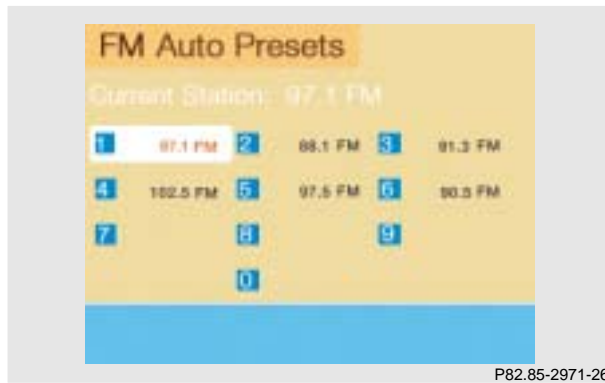 FM Auto Presets
Current Station: 97.1 FM
1 97.1 FM 2 88.1 FM 3 91.3 FM
4 102.5 FM 5 97.5 FM 6 90.5 FM
7 8 9
0
P82.85-2971-26